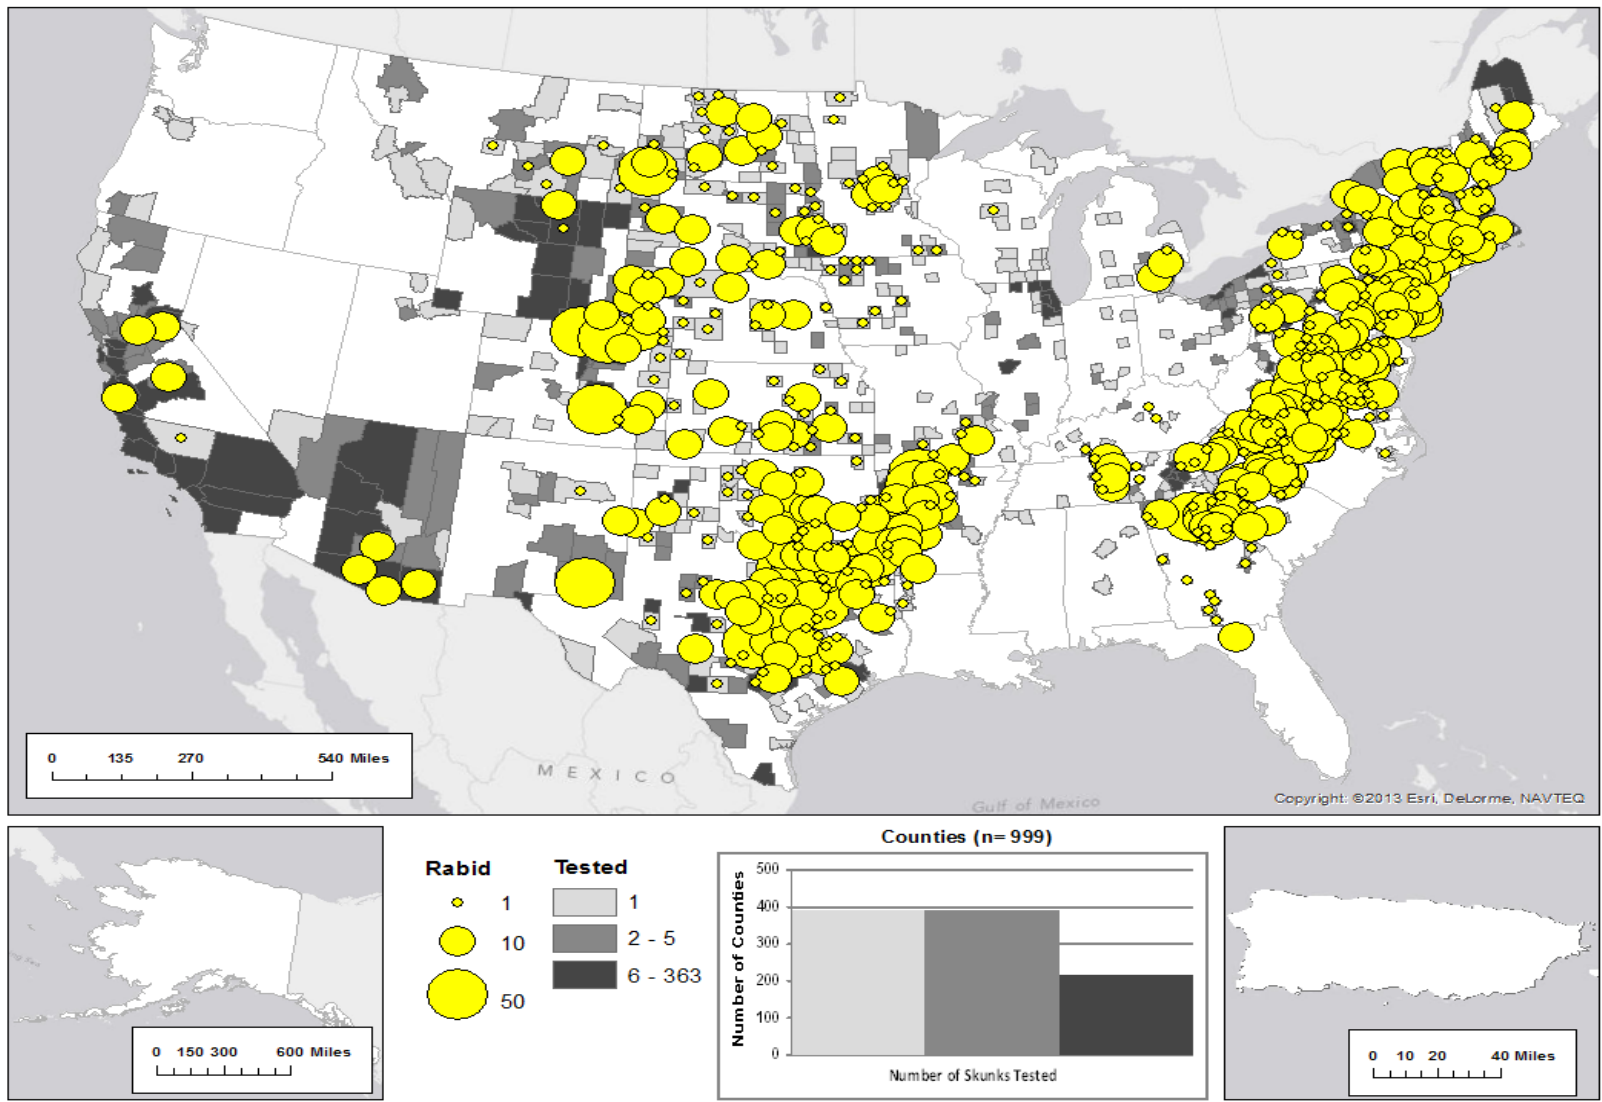 MEXICO
Gulf of Mexico
Copyright: ©2013 Esri, DeLorme, NAVTEQ
0 135 270 540 Miles
0 150 300 600 Miles
Rabid
1
10
50
Tested
1
2 - 5
6 - 363
Counties (n= 999)
Number of Counties
500
400
300
200
100
0
Number of Skunks Tested
0 10 20 40 Miles